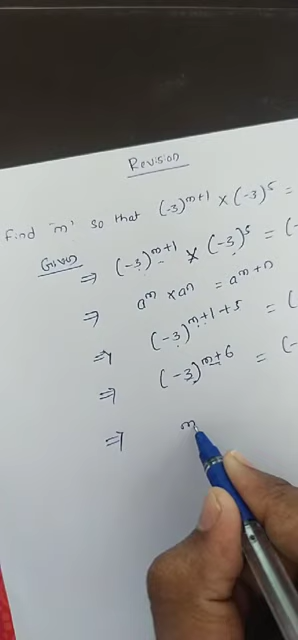 Revision
Find 'm' so that (-3)^{m+1} × (-3)^5 =
Given
⇒ (-3)^{m+1} × (-3)^5 = (-
⇒ a^m × a^n = a^{m+n}
⇒ (-3)^{m+1+5} = (
⇒ (-3)^{m+6} = (-
⇒ m